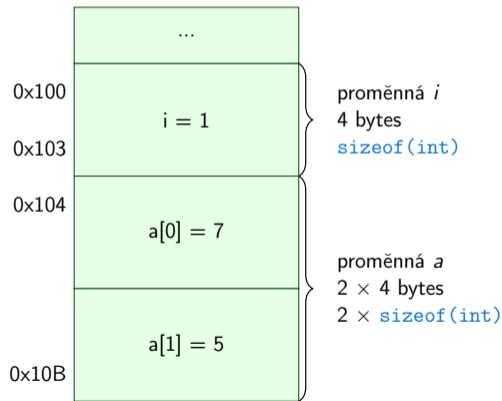 ...
0x100
i = 1
0x103
proměnná i
4 bytes
sizeof(int)
0x104
a[0] = 7
proměnná a
2 × 4 bytes
2 × sizeof(int)
a[1] = 5
0x10B